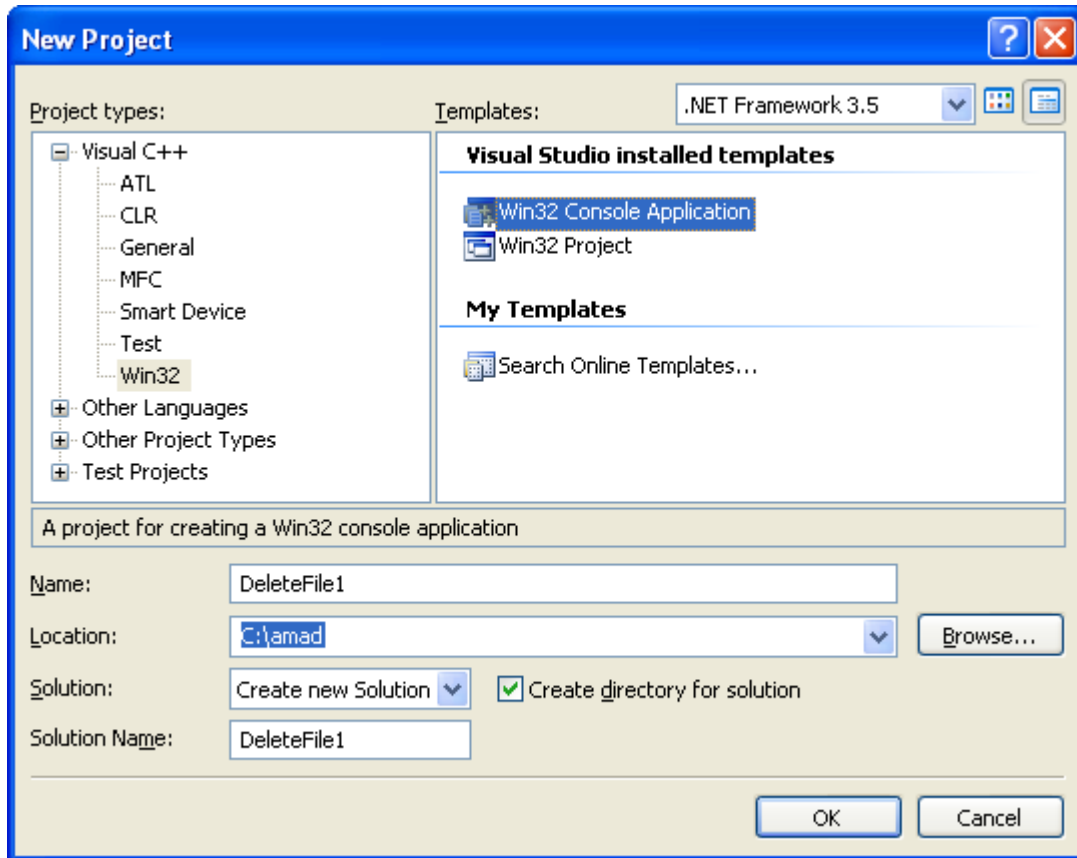 New Project
Project types:
Templates:
.NET Framework 3.5
Visual C++
ATL
CLR
General
MFC
Smart Device
Test
Win32
Other Languages
Other Project Types
Test Projects
Visual Studio installed templates
Win32 Console Application
Win32 Project
My Templates
Search Online Templates...
A project for creating a Win32 console application
Name:
DeleteFile1
Location:
C:\amad
Browse...
Solution:
Create new Solution
Create directory for solution
Solution Name:
DeleteFile1
OK
Cancel